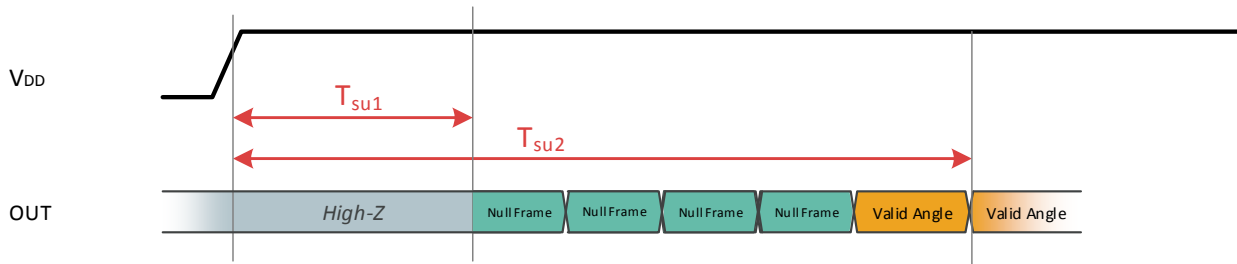 VDD
Tsu1
Tsu2
OUT
High-Z
Null Frame
Null Frame
Null Frame
Null Frame
Valid Angle
Valid Angle